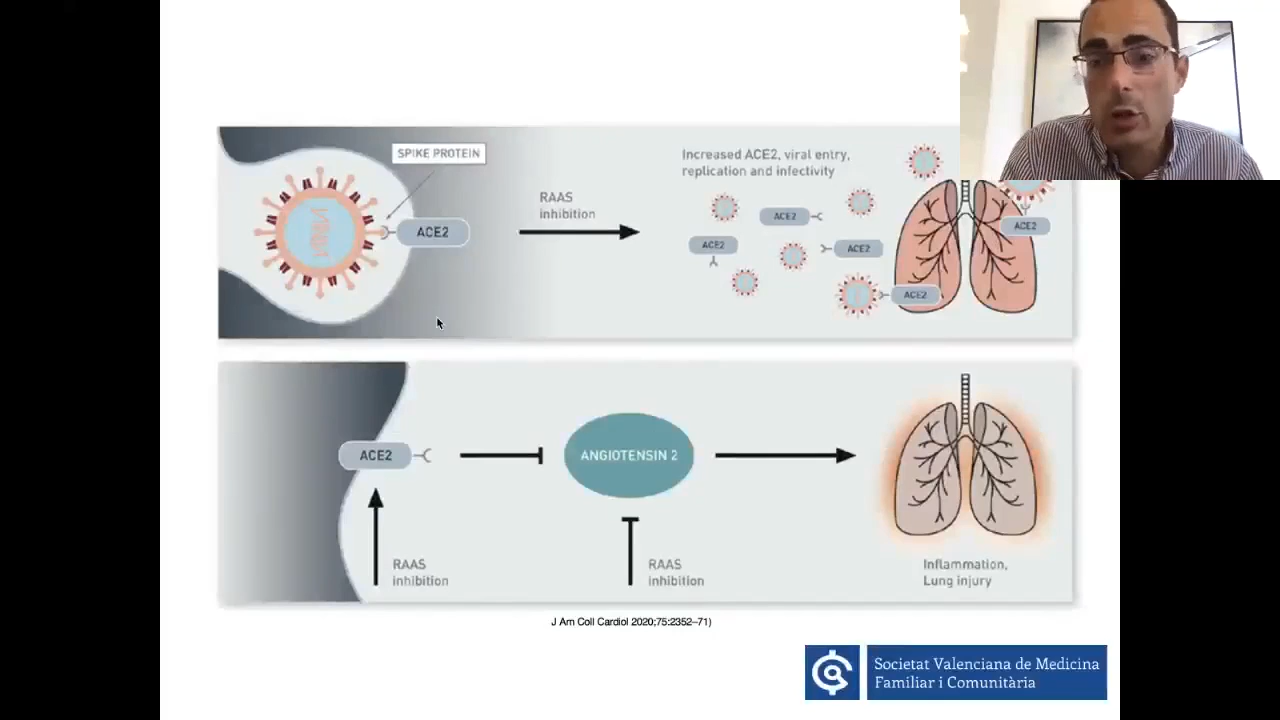 SPIKE PROTEIN
ACE2
RAAS
inhibition
Increased ACE2, viral entry,
replication and infectivity
ACE2
ACE2
ACE2
ACE2
ACE2
ACE2
RAAS
inhibition
ANGIOTENSIN 2
RAAS
inhibition
Inflammation,
Lung injury
J Am Coll Cardiol 2020;75:2352–71)
Societat Valenciana de Medicina
Familiar i Comunitària